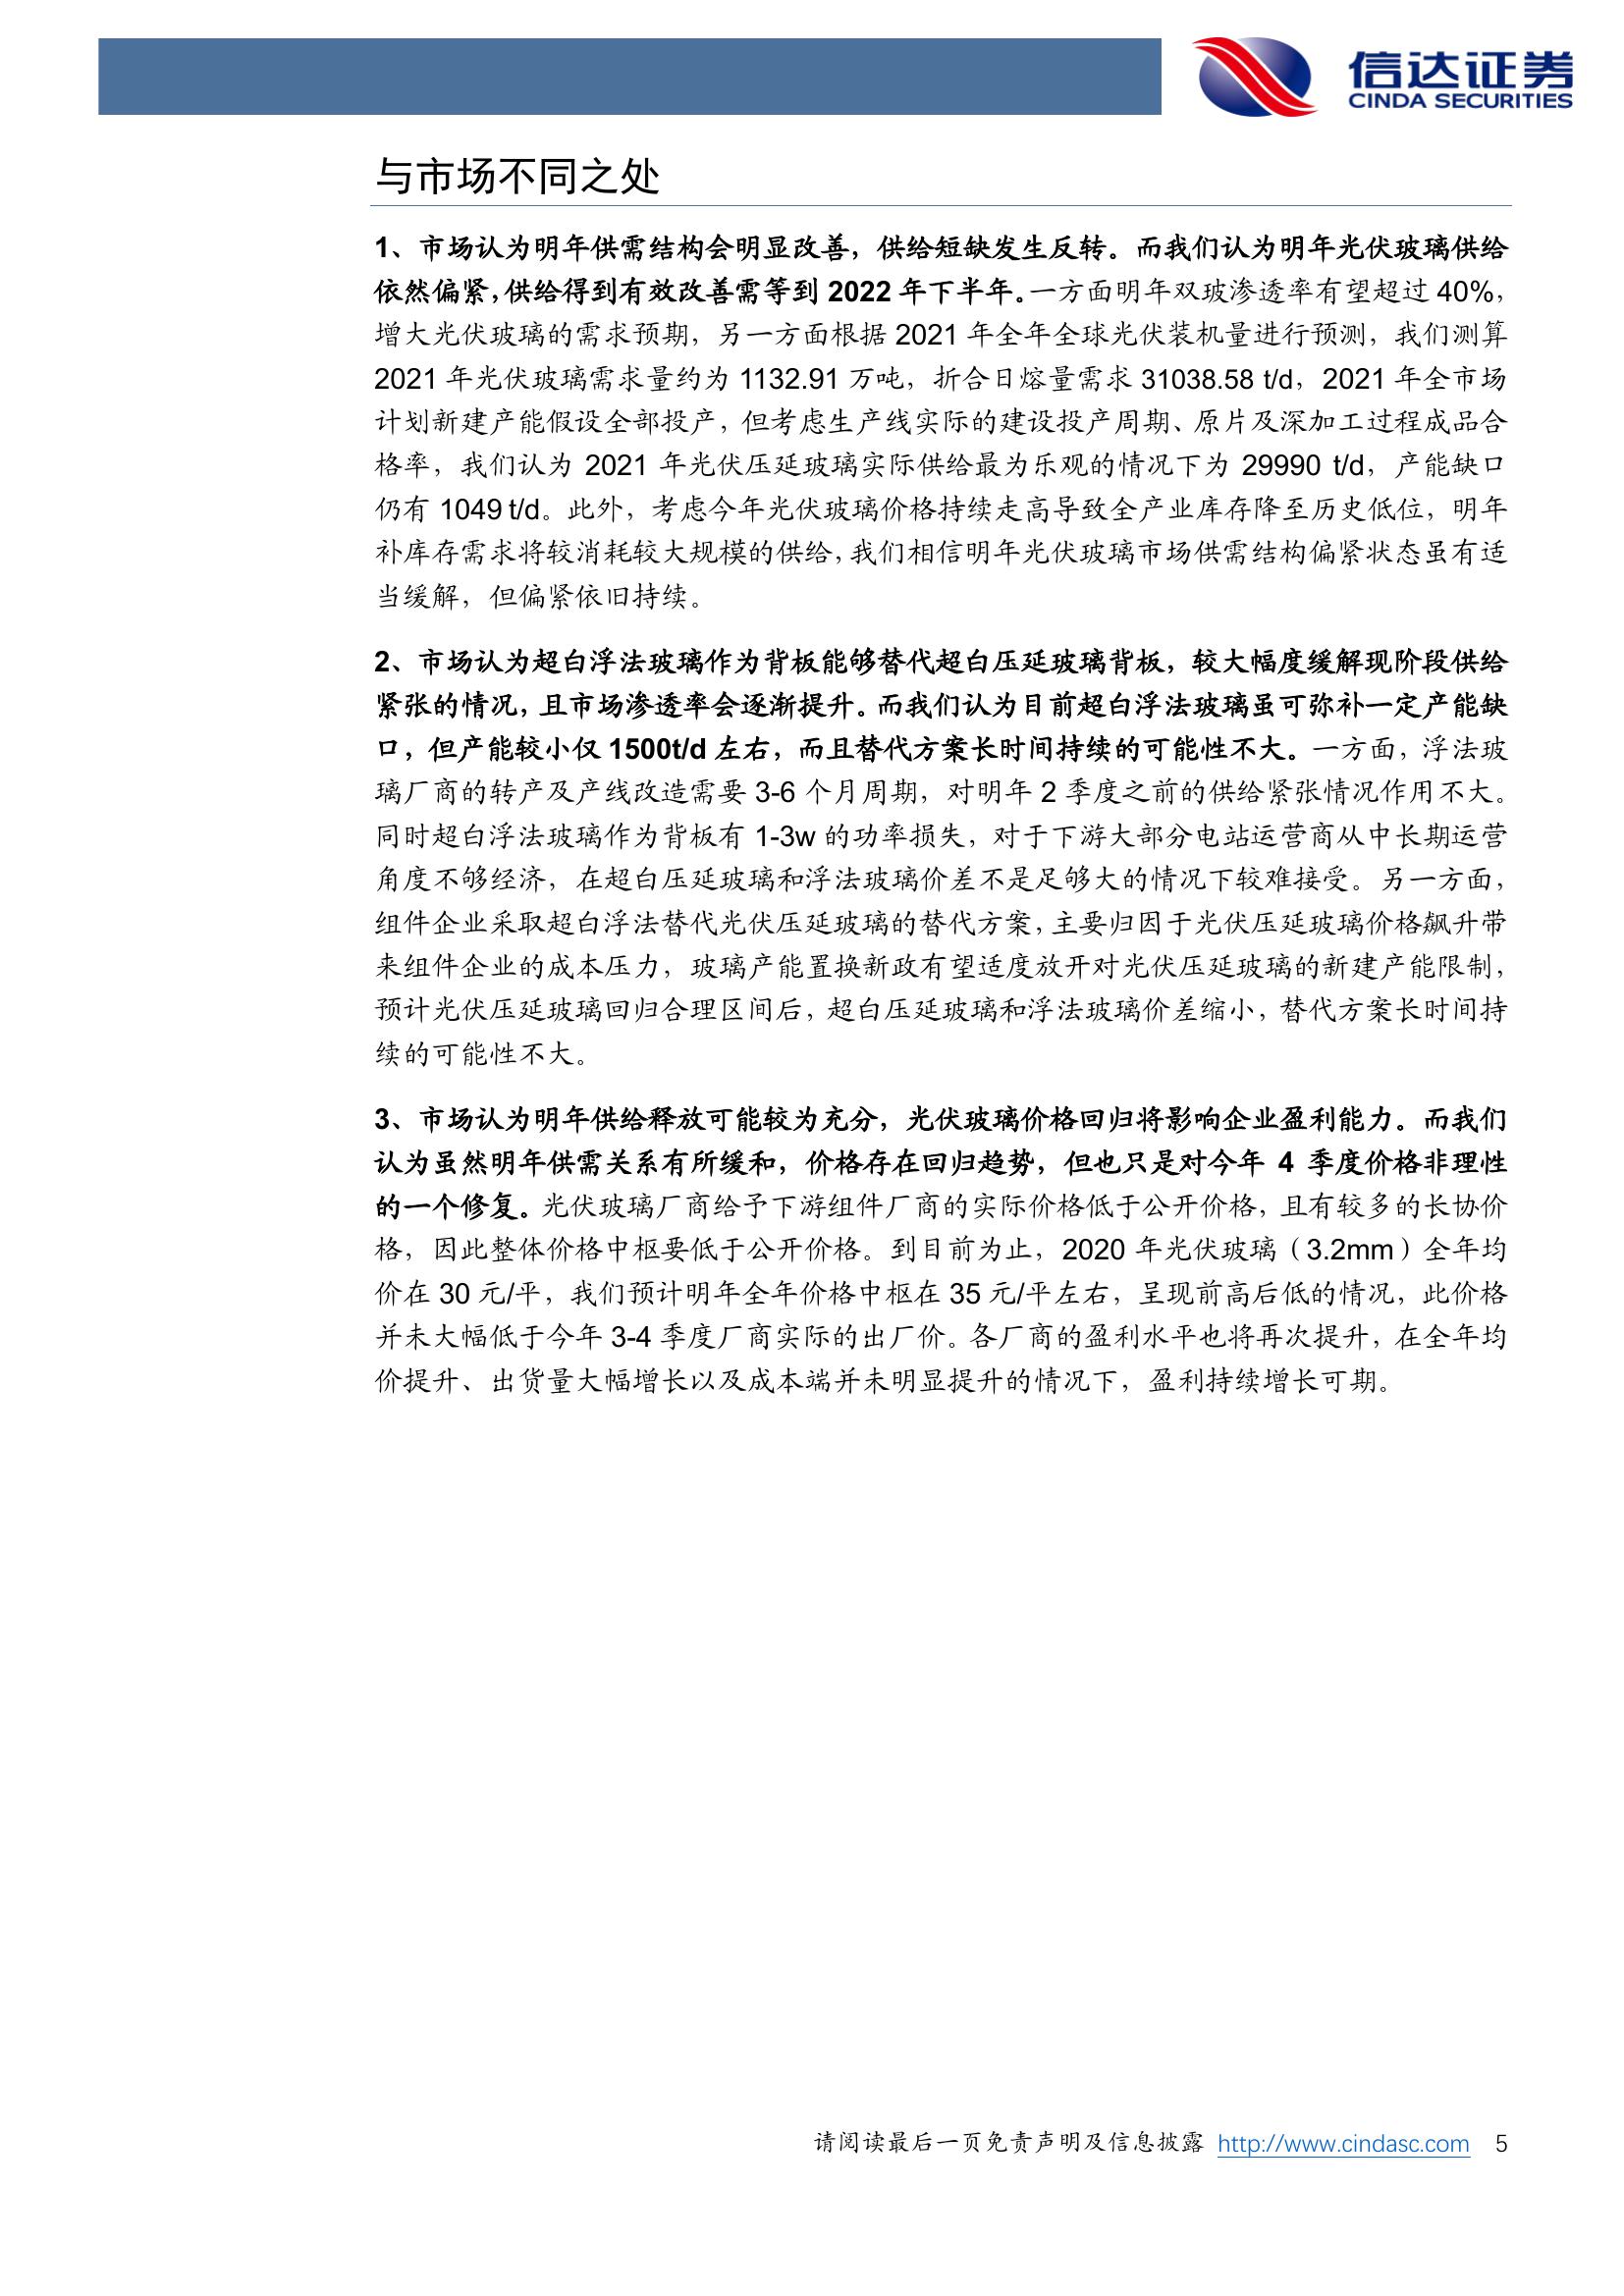 信达证券
CINDA SECURITIES
与市场不同之处
1、市场认为明年供需结构会明显改善，供给短缺发生反转。而我们认为明年光伏玻璃供给
依然偏紧，供给得到有效改善需等到 2022 年下半年。一方面明年双玻渗透率有望超过 40%，
增大光伏玻璃的需求预期，另一方面根据 2021 年全年全球光伏装机量进行预测，我们测算
2021 年光伏玻璃需求量约为 1132.91 万吨，折合日熔量需求 31038.58 t/d，2021 年全市场
计划新建产能假设全部投产，但考虑生产线实际的建设投产周期、原片及深加工过程成品合
格率，我们认为 2021 年光伏压延玻璃实际供给最为乐观的情况下为 29990 t/d，产能缺口
仍有 1049 t/d。此外，考虑今年光伏玻璃价格持续走高导致全产业库存降至历史低位，明年
补库存需求将较消耗较大规模的供给，我们相信明年光伏玻璃市场供需结构偏紧状态虽有适
当缓解，但偏紧依旧持续。
2、市场认为超白浮法玻璃作为背板能够替代超白压延玻璃背板，较大幅度缓解现阶段供给
紧张的情况，且市场渗透率会逐渐提升。而我们认为目前超白浮法玻璃虽可弥补一定产能缺
口，但产能较小仅 1500t/d 左右，而且替代方案长时间持续的可能性不大。一方面，浮法玻
璃厂商的转产及产线改造需要 3-6 个月周期，对明年 2 季度之前的供给紧张情况作用不大。
同时超白浮法玻璃作为背板有 1-3w 的功率损失，对于下游大部分电站运营商从中长期运营
角度不够经济，在超白压延玻璃和浮法玻璃价差不是足够大的情况下较难接受。另一方面，
组件企业采取超白浮法替代光伏压延玻璃的替代方案，主要归因于光伏压延玻璃价格飙升带
来组件企业的成本压力，玻璃产能置换新政有望适度放开对光伏压延玻璃的新建产能限制，
预计光伏压延玻璃回归合理区间后，超白压延玻璃和浮法玻璃价差缩小，替代方案长时间持
续的可能性不大。
3、市场认为明年供给释放可能较为充分，光伏玻璃价格回归将影响企业盈利能力。而我们
认为虽然明年供需关系有所缓和，价格存在回归趋势，但也只是对今年 4 季度价格非理性
的一个修复。光伏玻璃厂商给予下游组件厂商的实际价格低于公开价格，且有较多的长协价
格，因此整体价格中枢要低于公开价格。到目前为止，2020 年光伏玻璃（3.2mm）全年均
价在 30 元/平，我们预计明年全年价格中枢在 35 元/平左右，呈现前高后低的情况，此价格
并未大幅低于今年 3-4 季度厂商实际的出厂价。各厂商的盈利水平也将再次提升，在全年均
价提升、出货量大幅增长以及成本端并未明显提升的情况下，盈利持续增长可期。
请阅读最后一页免责声明及信息披露 http://www.cindasc.com 5